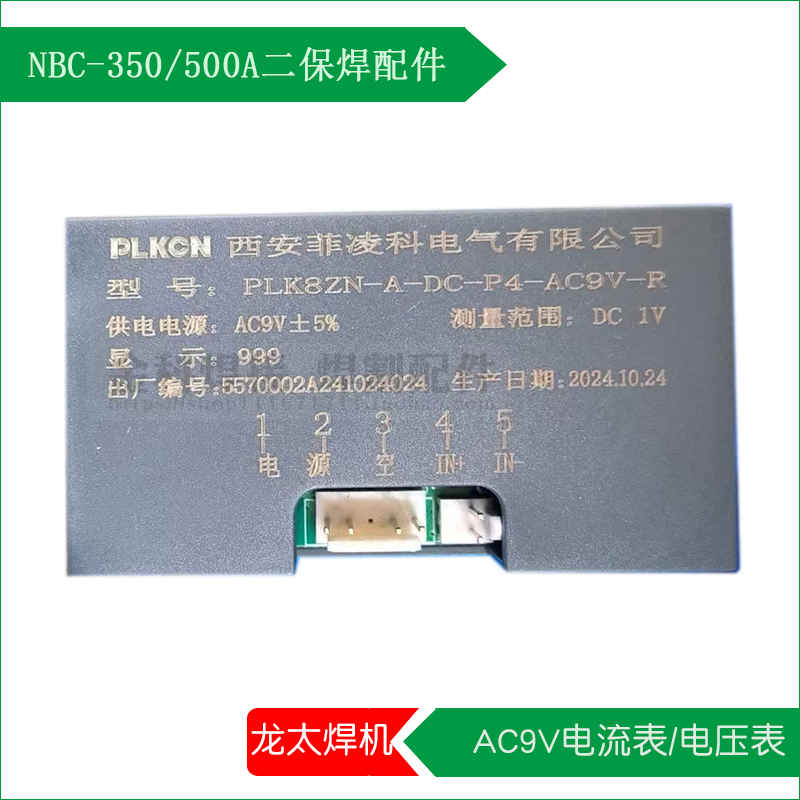 NBC-350/500A二保焊配件
PLKCN 西安菲凌科电气有限公司
型 号: PLK8ZN-A-DC-P4-AC9V-R
供电电源: AC9V±5% 测量范围: DC 1V
显 示: 999
出厂编号:5570002A241024024 生产日期:2024.10.24
1 2 3 4 5
电 源 空 IN+ IN-
龙太焊机
AC9V电流表/电压表